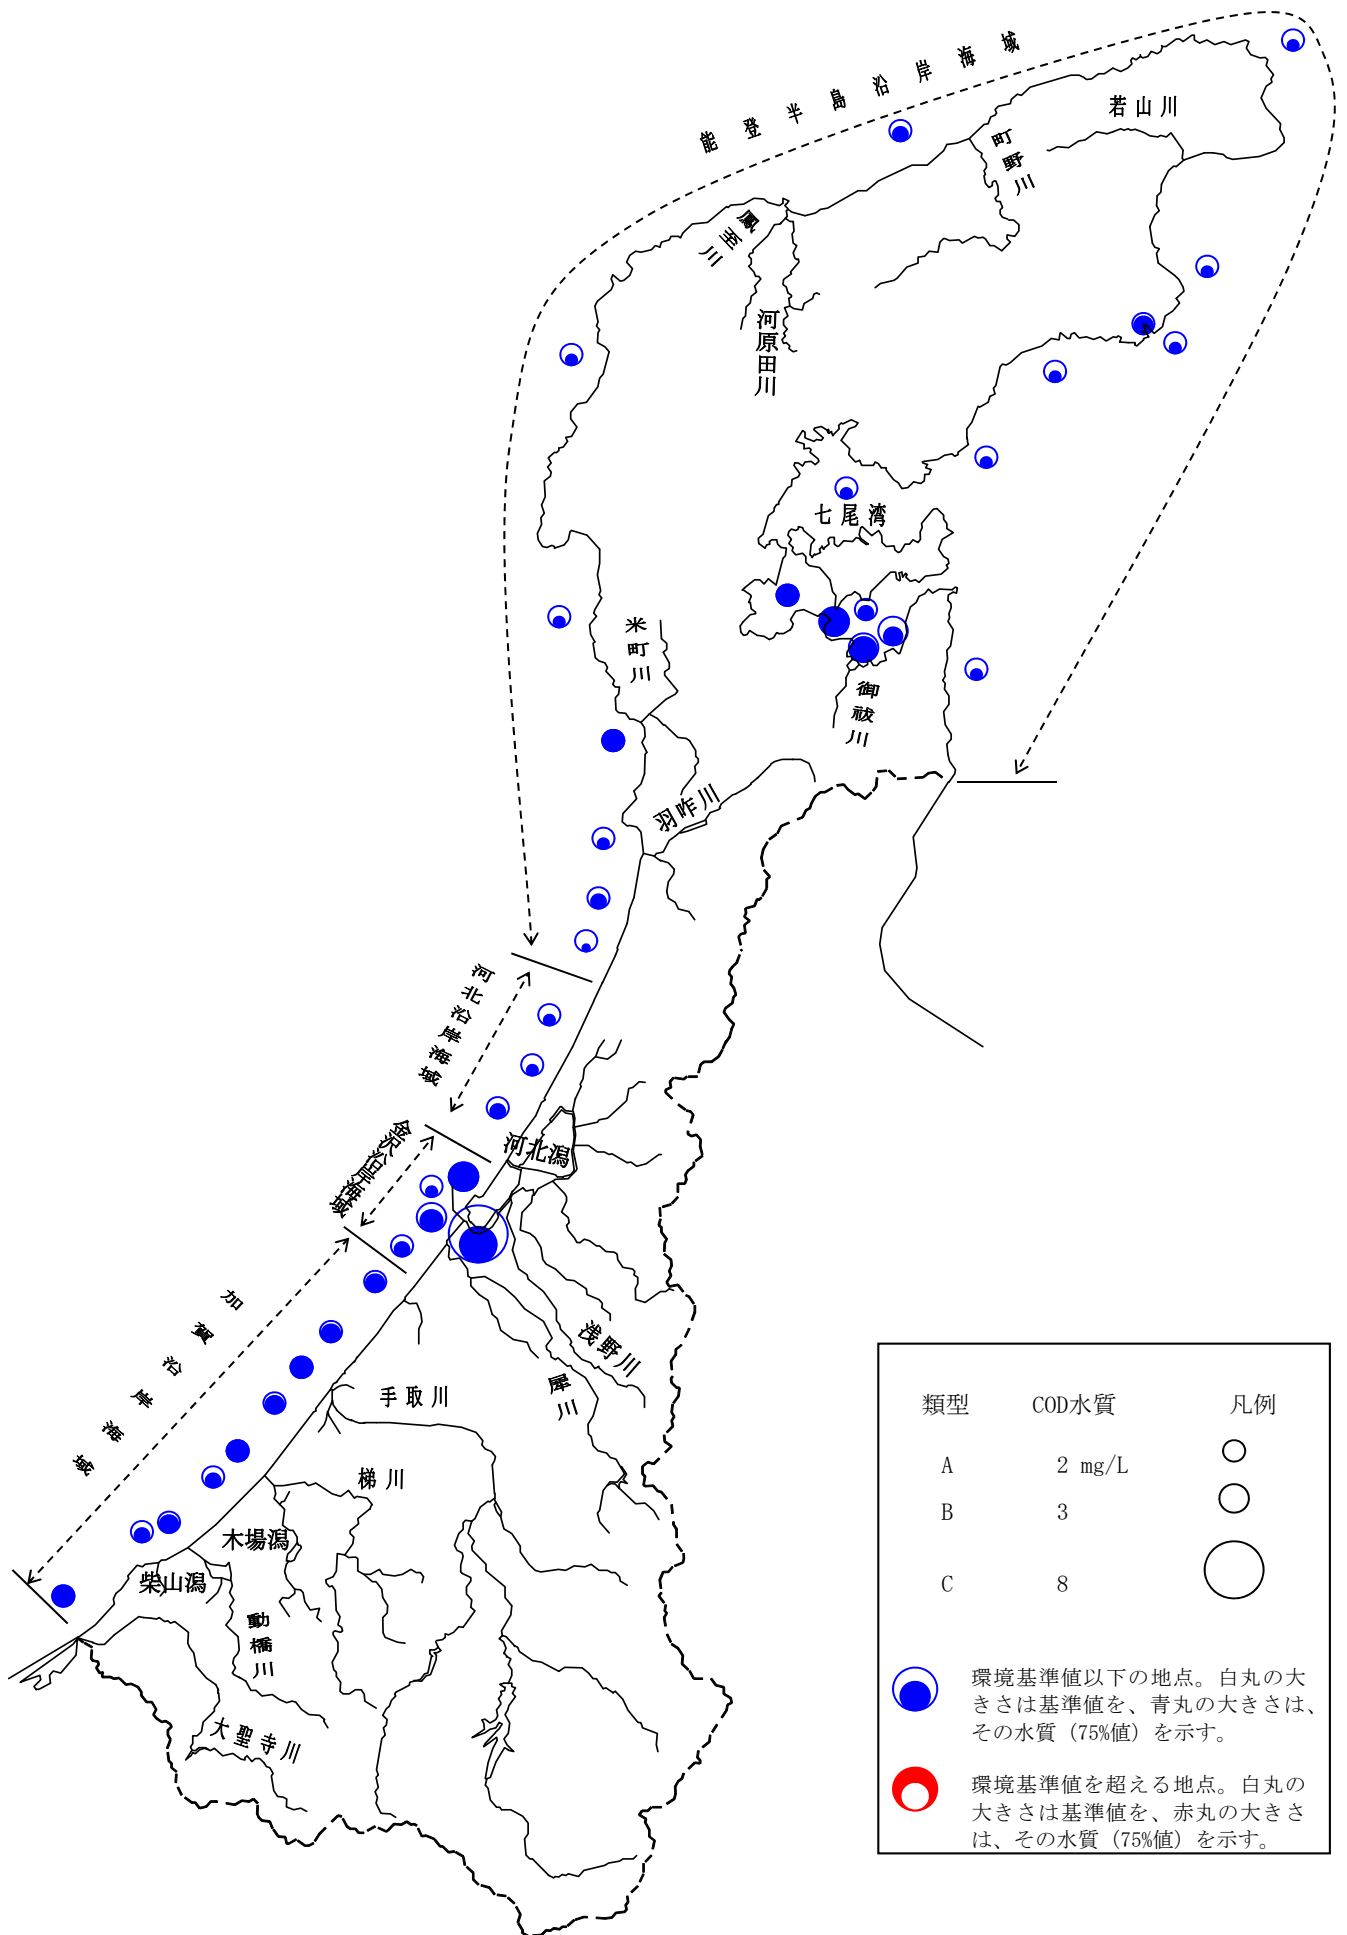 能登半島沿岸海域
若山川
町野川
鳳至川
河原田川
七尾湾
米町川
御祓川
羽咋川
河北沿岸海域
金沢沿岸海域
河北潟
加賀沿岸海域
浅野川
犀川
手取川
梯川
木場潟
柴山潟
動橋川
大聖寺川
類型 COD水質 凡例
A 2 mg/L
B 3
C 8
環境基準値以下の地点。白丸の大
きさは基準値を、青丸の大きさは、
その水質（75%値）を示す。
環境基準値を超える地点。白丸の
大きさは基準値を、赤丸の大きさ
は、その水質（75%値）を示す。